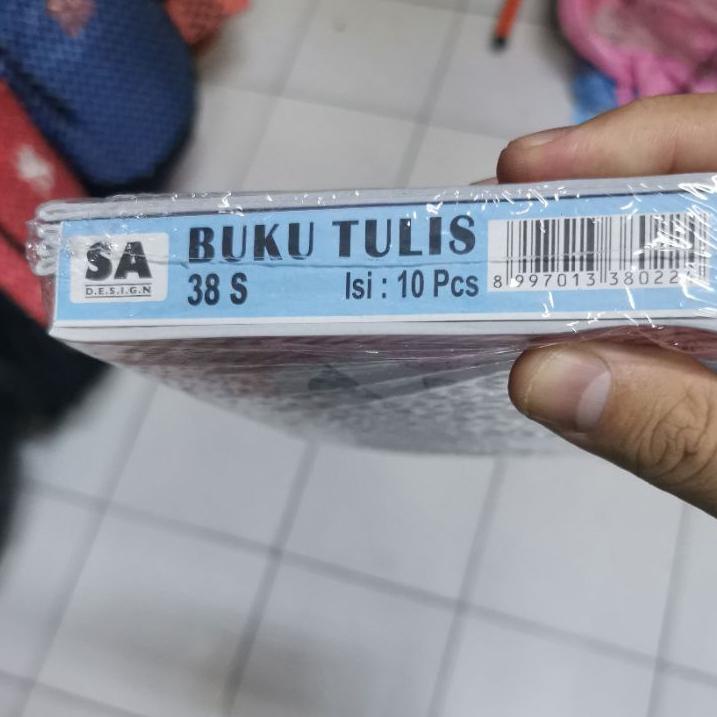 SA
D.E.S.I.G.N
BUKU TULIS
38 S
Isi : 10 Pcs